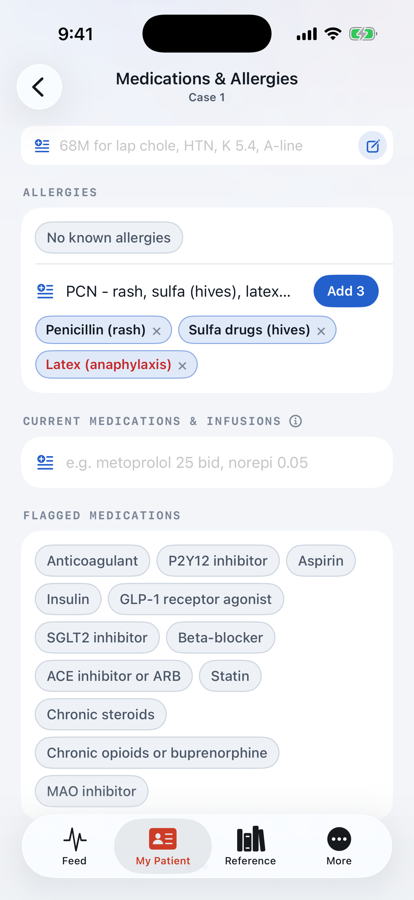 9:41
Medications & Allergies
Case 1
68M for lap chole, HTN, K 5.4, A-line
ALLERGIES
No known allergies
PCN - rash, sulfa (hives), latex...
Add 3
Penicillin (rash) × Sulfa drugs (hives) ×
Latex (anaphylaxis) ×
CURRENT MEDICATIONS & INFUSIONS
e.g. metoprolol 25 bid, norepi 0.05
FLAGGED MEDICATIONS
Anticoagulant P2Y12 inhibitor Aspirin
Insulin GLP-1 receptor agonist
SGLT2 inhibitor Beta-blocker
ACE inhibitor or ARB Statin
Chronic steroids
Chronic opioids or buprenorphine
MAO inhibitor
Feed My Patient Reference More